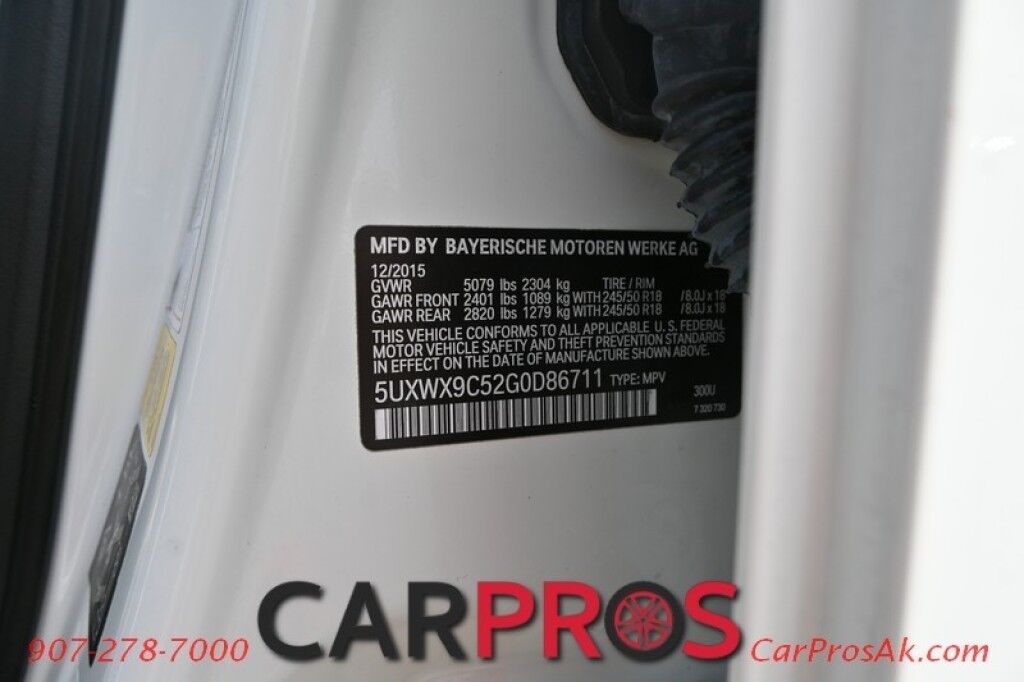 MFD BY BAYERISCHE MOTOREN WERKE AG
12/2015
GVWR 5079 lbs 2304 kg TIRE / RIM
GAWR FRONT 2401 lbs 1089 kg WITH 245/50 R18 / 8.0J x 18
GAWR REAR 2820 lbs 1279 kg WITH 245/50 R18 / 8.0J x 18
THIS VEHICLE CONFORMS TO ALL APPLICABLE U. S. FEDERAL
MOTOR VEHICLE SAFETY AND THEFT PREVENTION STANDARDS
IN EFFECT ON THE DATE OF MANUFACTURE SHOWN ABOVE.
5UXWX9C52G0D86711 TYPE: MPV 300U
7 320 730
CARPROS
907-278-7000 CarProsAk.com